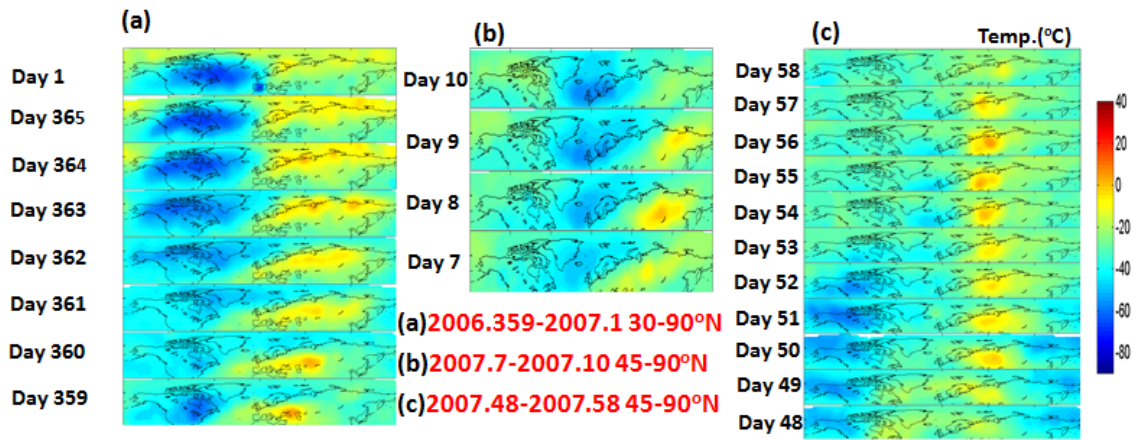 (a)
Day 1
Day 365
Day 364
Day 363
Day 362
Day 361
Day 360
Day 359
(b)
Day 10
Day 9
Day 8
Day 7
(a)2006.359-2007.1 30-90°N
(b)2007.7-2007.10 45-90°N
(c)2007.48-2007.58 45-90°N
(c) Temp.(°C)
Day 58
Day 57
Day 56
Day 55
Day 54
Day 53
Day 52
Day 51
Day 50
Day 49
Day 48
40
20
0
-20
-40
-60
-80